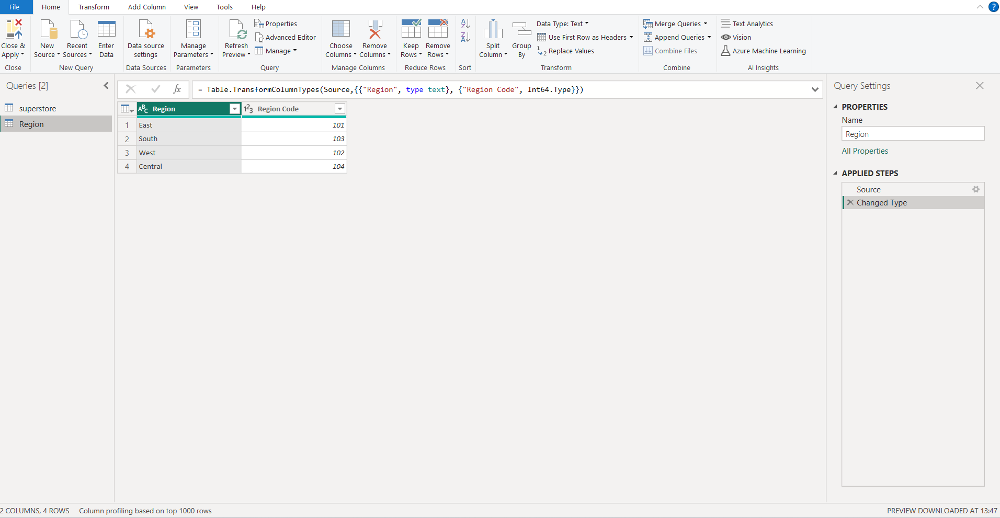 File Home Transform Add Column View Tools Help ?
Close & Apply
New Source
Recent Sources
Enter Data
Data source settings
Manage Parameters
Refresh Preview
Properties
Advanced Editor
Manage
Choose Columns
Remove Columns
Keep Rows
Remove Rows
A Z
Z A
Split Column
Group By
Data Type: Text
Use First Row as Headers
1 2 Replace Values
Merge Queries
Append Queries
Combine Files
Text Analytics
Vision
Azure Machine Learning
Close New Query Data Sources Parameters Query Manage Columns Reduce Rows Sort Transform Combine AI Insights
Queries [2]
superstore
Region
fx = Table.TransformColumnTypes(Source,{{"Region", type text}, {"Region Code", Int64.Type}})
ABC Region 123 Region Code
1 East 101
2 South 103
3 West 102
4 Central 104
Query Settings
PROPERTIES
Name
Region
All Properties
APPLIED STEPS
Source
Changed Type
2 COLUMNS, 4 ROWS Column profiling based on top 1000 rows PREVIEW DOWNLOADED AT 13:47